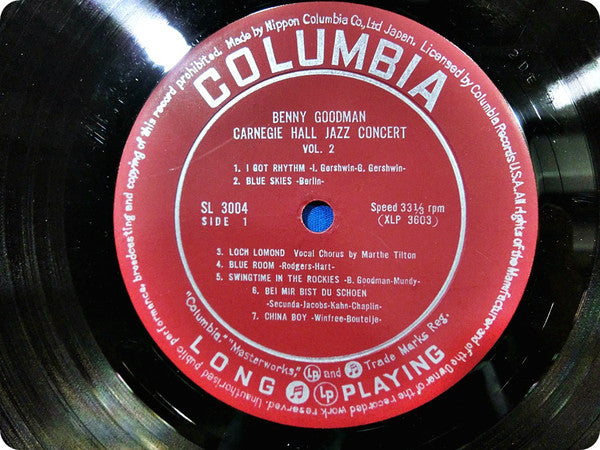 Unauthorised public performance, broadcasting and copying of this record prohibited. Made by Nippon Columbia Co., Ltd Japan. Licensed by Columbia Records U.S.A. All rights of the Manufacturer and of the Owner of the recorded work reserved.
COLUMBIA
BENNY GOODMAN
CARNEGIE HALL JAZZ CONCERT
VOL. 2
1. I GOT RHYTHM -I. Gershwin-G. Gershwin-
2. BLUE SKIES -Berlin-
SL 3004 Speed 33 1/3 rpm
SIDE 1 (XLP 3603)
3. LOCH LOMOND Vocal Chorus by Marthe Tilton
4. BLUE ROOM -Rodgers-Hart-
5. SWINGTIME IN THE ROCKIES -B. Goodman-Mundy-
6. BEI MIR BIST DU SCHOEN
-Secunda-Jacobs-Kahn-Chaplin-
7. CHINA BOY -Winfree-Boutelje-
"Columbia," "Masterworks," Lp and Trade Marks Reg.
LONG Lp PLAYING